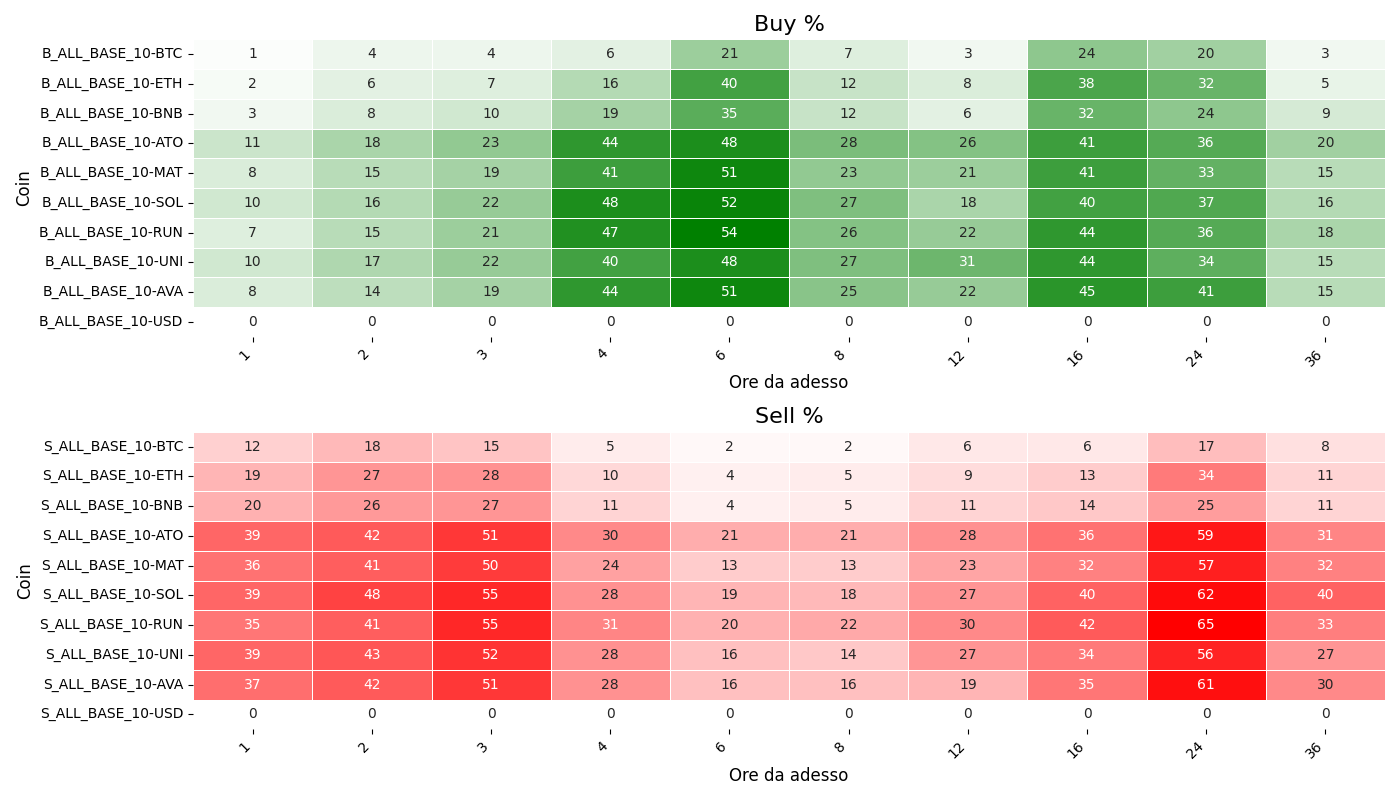 Buy %
Coin
B_ALL_BASE_10-BTC 1 4 4 6 21 7 3 24 20 3
B_ALL_BASE_10-ETH 2 6 7 16 40 12 8 38 32 5
B_ALL_BASE_10-BNB 3 8 10 19 35 12 6 32 24 9
B_ALL_BASE_10-ATO 11 18 23 44 48 28 26 41 36 20
B_ALL_BASE_10-MAT 8 15 19 41 51 23 21 41 33 15
B_ALL_BASE_10-SOL 10 16 22 48 52 27 18 40 37 16
B_ALL_BASE_10-RUN 7 15 21 47 54 26 22 44 36 18
B_ALL_BASE_10-UNI 10 17 22 40 48 27 31 44 34 15
B_ALL_BASE_10-AVA 8 14 19 44 51 25 22 45 41 15
B_ALL_BASE_10-USD 0 0 0 0 0 0 0 0 0 0
1 2 3 4 6 8 12 16 24 36
Ore da adesso
Sell %
Coin
S_ALL_BASE_10-BTC 12 18 15 5 2 2 6 6 17 8
S_ALL_BASE_10-ETH 19 27 28 10 4 5 9 13 34 11
S_ALL_BASE_10-BNB 20 26 27 11 4 5 11 14 25 11
S_ALL_BASE_10-ATO 39 42 51 30 21 21 28 36 59 31
S_ALL_BASE_10-MAT 36 41 50 24 13 13 23 32 57 32
S_ALL_BASE_10-SOL 39 48 55 28 19 18 27 40 62 40
S_ALL_BASE_10-RUN 35 41 55 31 20 22 30 42 65 33
S_ALL_BASE_10-UNI 39 43 52 28 16 14 27 34 56 27
S_ALL_BASE_10-AVA 37 42 51 28 16 16 19 35 61 30
S_ALL_BASE_10-USD 0 0 0 0 0 0 0 0 0 0
1 2 3 4 6 8 12 16 24 36
Ore da adesso